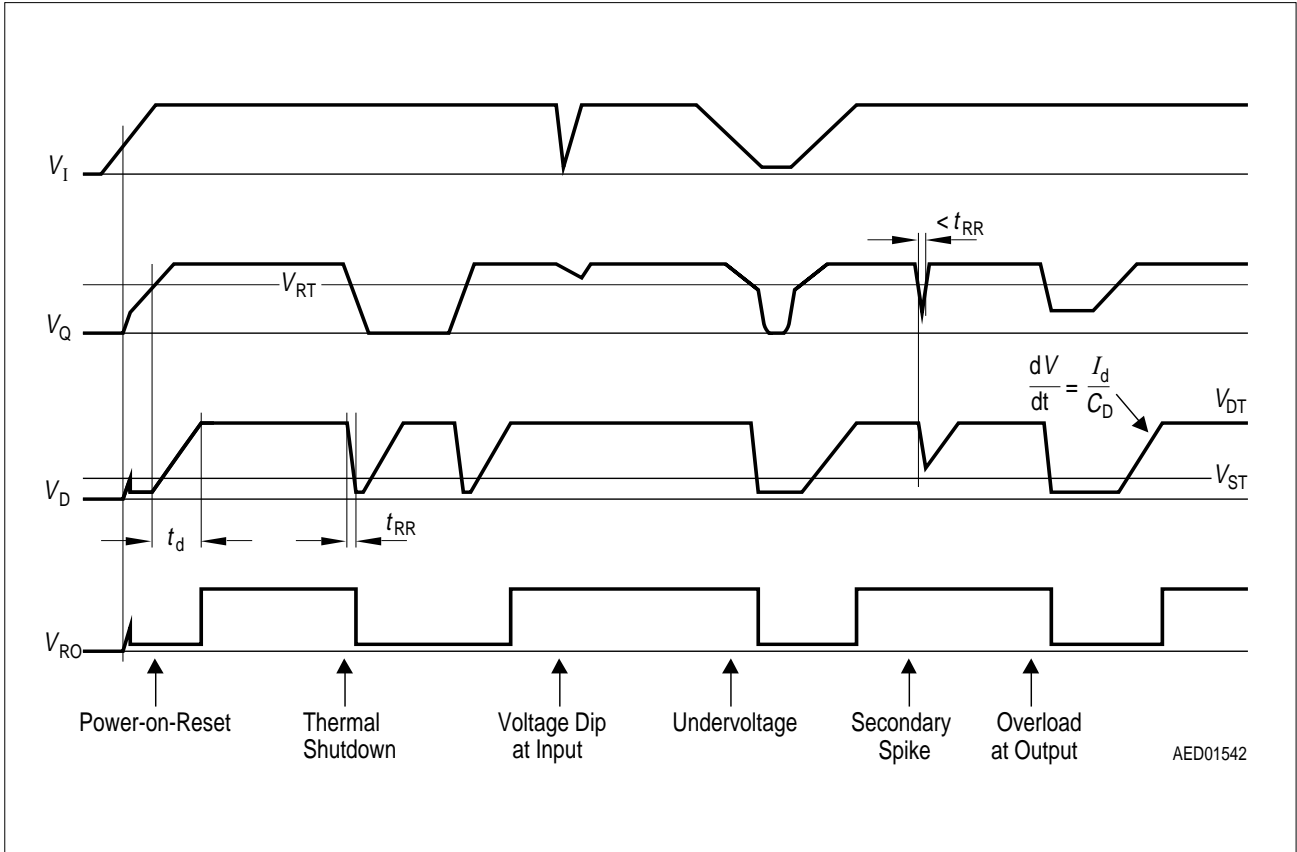 V_I
< t_RR
V_RT
V_Q
dV/dt = I_d/C_D
V_DT
V_ST
V_D
t_d
t_RR
V_RO
Power-on-Reset
Thermal
Shutdown
Voltage Dip
at Input
Undervoltage
Secondary
Spike
Overload
at Output
AED01542